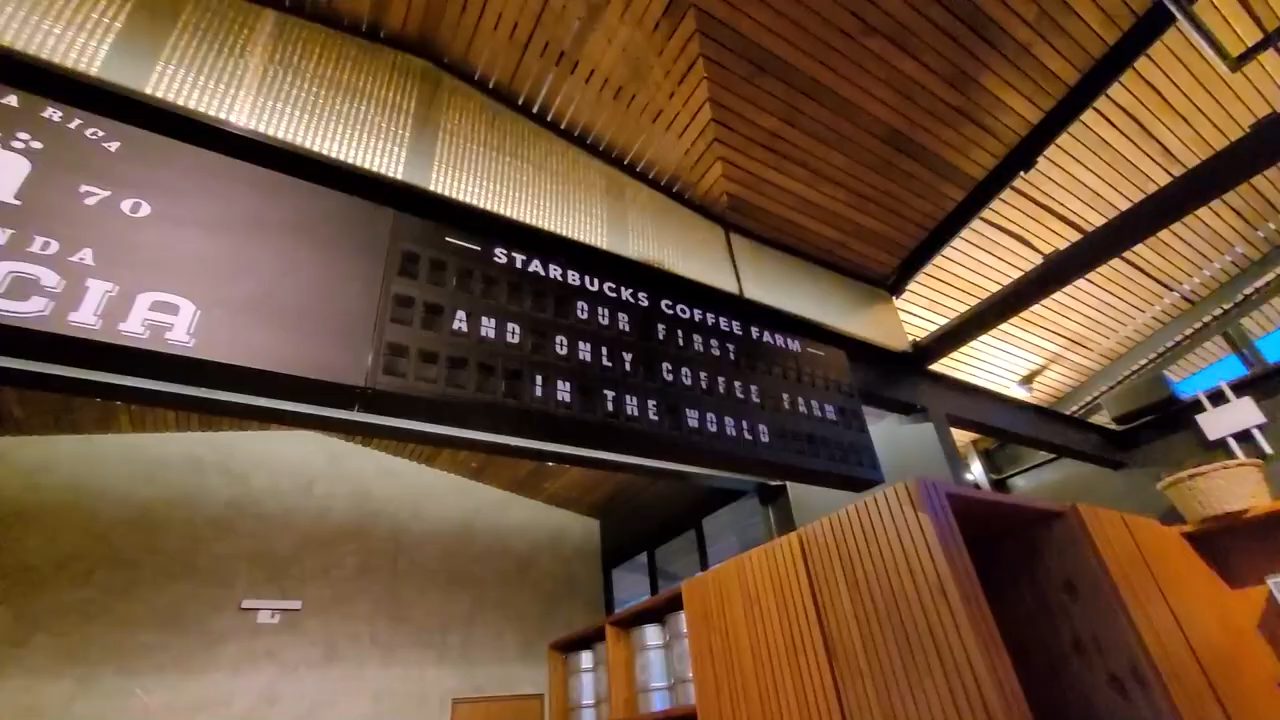 A RICA
70
NDA
CIA
— STARBUCKS COFFEE FARM —
OUR FIRST
AND ONLY COFFEE FARM
IN THE WORLD